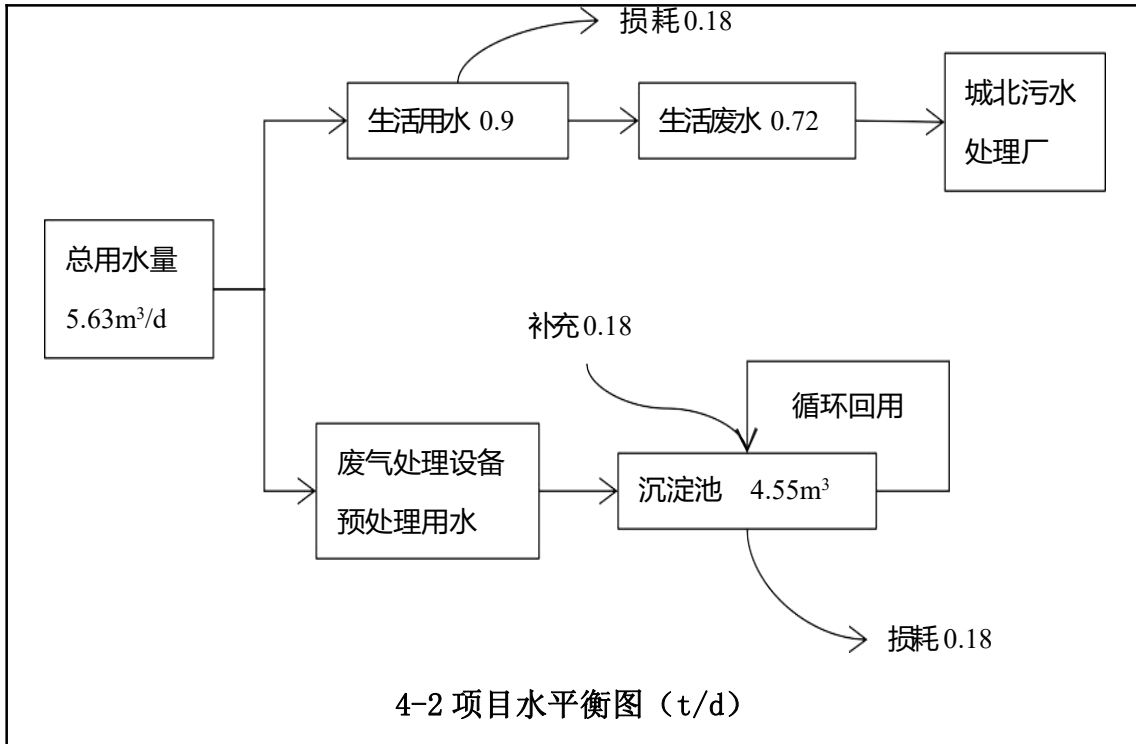 损耗 0.18
生活用水 0.9
生活废水 0.72
城北污水
处理厂
总用水量
5.63m³/d
补充 0.18
循环回用
废气处理设备
预处理用水
沉淀池 4.55m³
损耗 0.18
4-2 项目水平衡图（t/d）